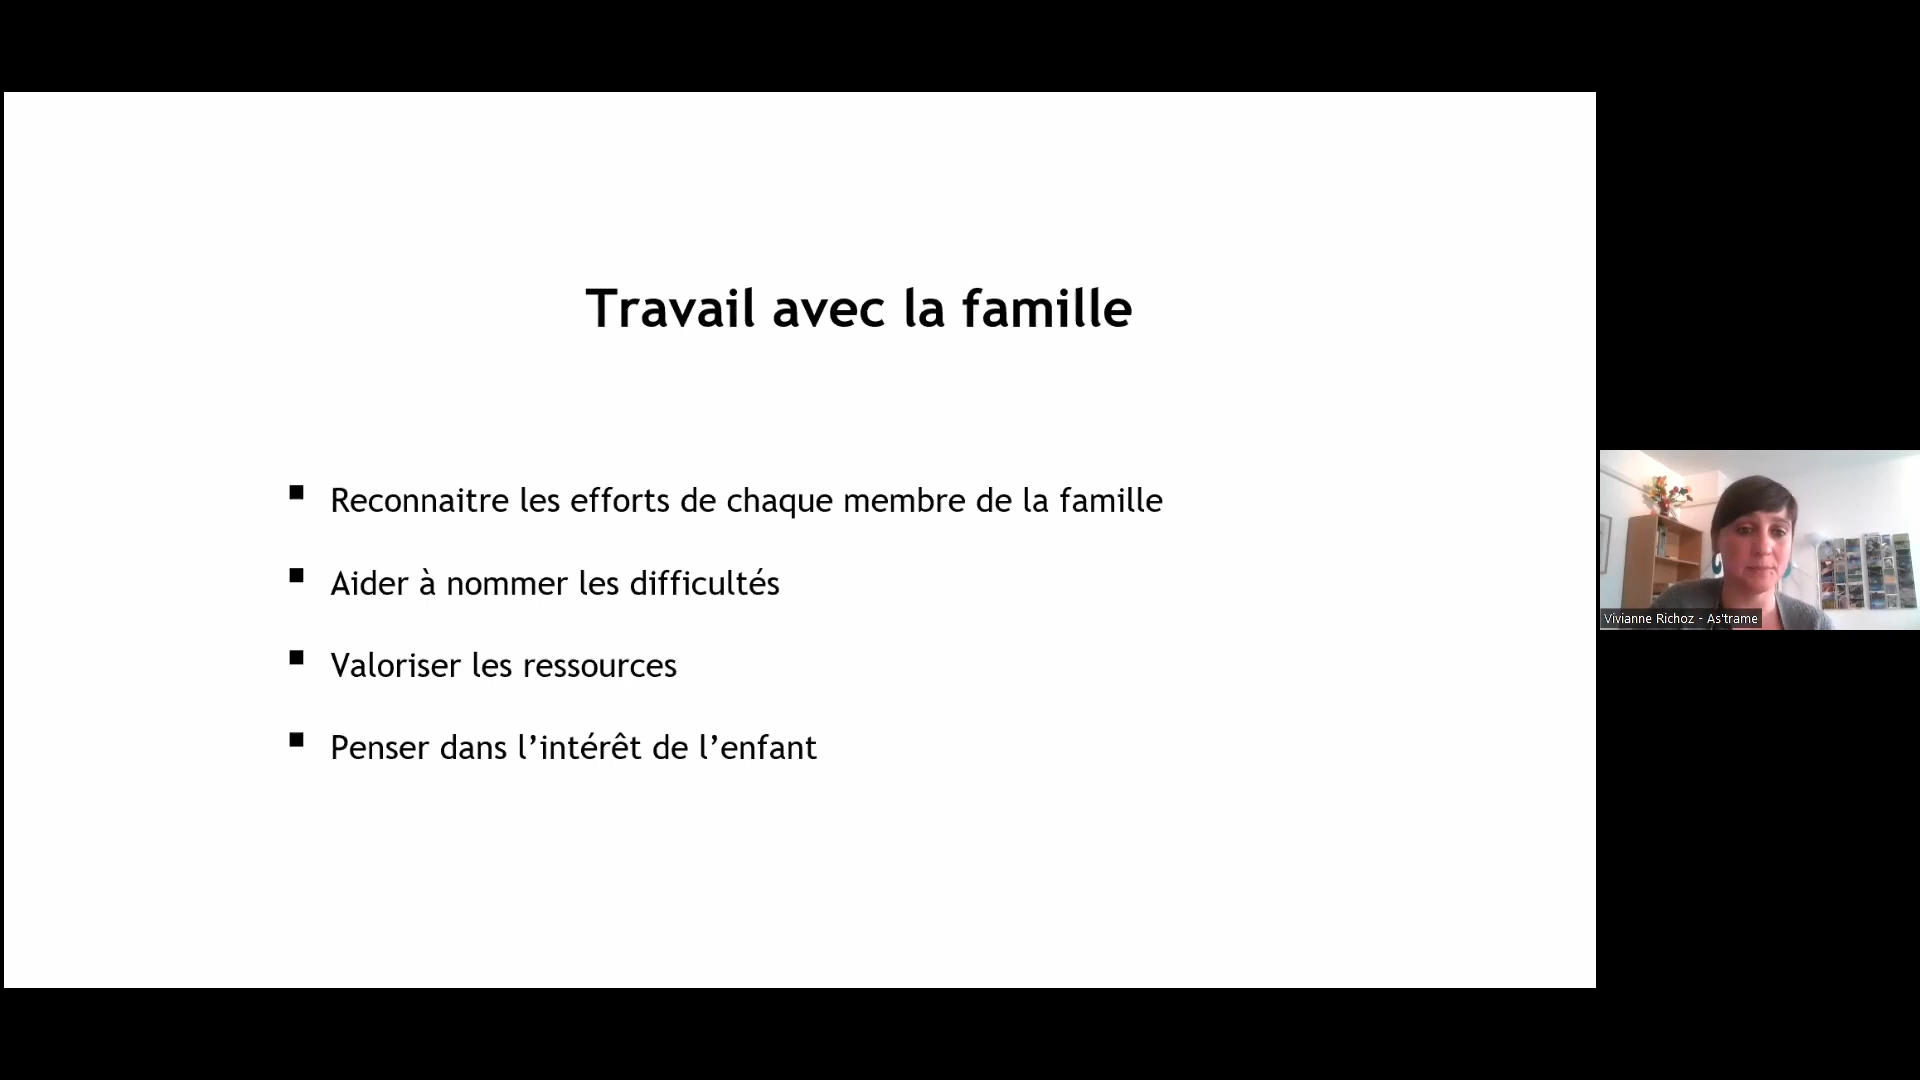 Travail avec la famille
▪ Reconnaitre les efforts de chaque membre de la famille
▪ Aider à nommer les difficultés
▪ Valoriser les ressources
▪ Penser dans l’intérêt de l’enfant
Vivianne Richoz - As'trame